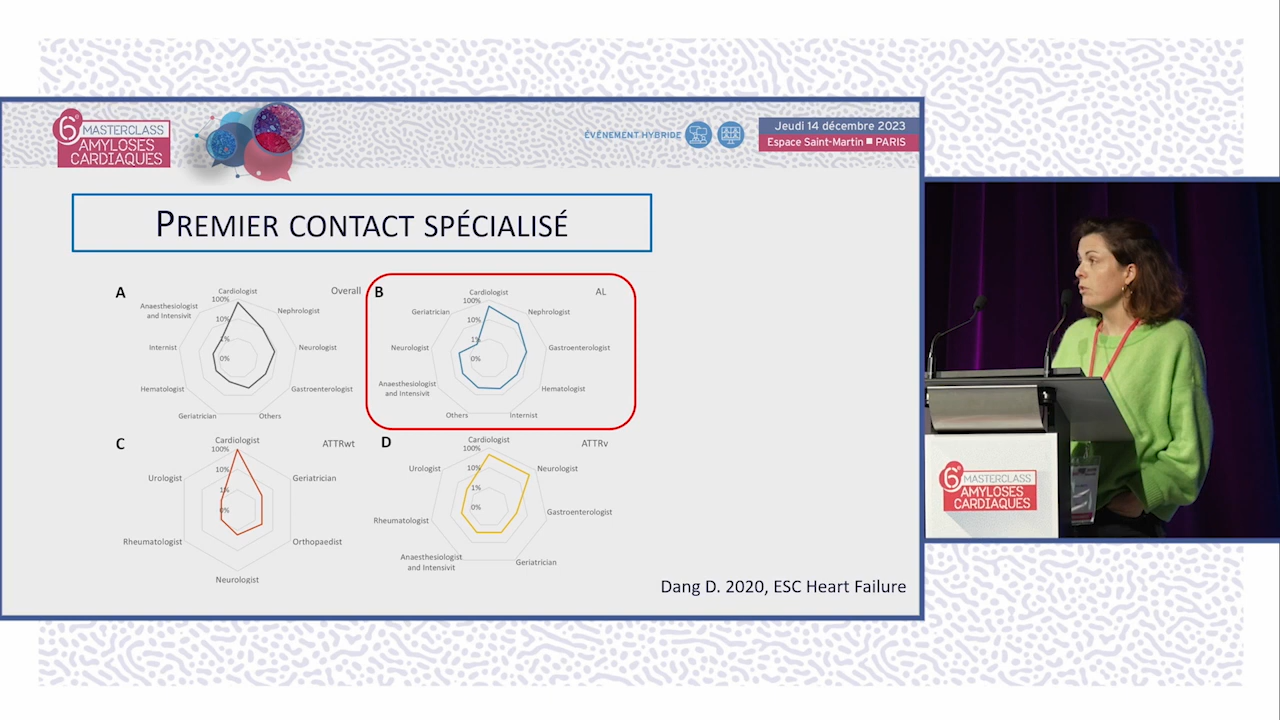 6e
MASTERCLASS
AMYLOSES
CARDIAQUES
ÉVÉNEMENT HYBRIDE
Jeudi 14 décembre 2023
Espace Saint-Martin ■ PARIS
PREMIER CONTACT SPÉCIALISÉ
A
Overall
Cardiologist
100%
10%
1%
0%
Nephrologist
Neurologist
Gastroenterologist
Others
Geriatrician
Hematologist
Internist
Anaesthesiologist
and Intensivit
B
AL
Cardiologist
100%
10%
1%
0%
Nephrologist
Gastroenterologist
Hematologist
Internist
Others
Anaesthesiologist
and Intensivit
Neurologist
Geriatrician
C
ATTRwt
Cardiologist
100%
10%
1%
0%
Geriatrician
Orthopaedist
Neurologist
Rheumatologist
Urologist
D
ATTRv
Cardiologist
100%
10%
1%
0%
Neurologist
Gastroenterologist
Geriatrician
Anaesthesiologist
and Intensivit
Rheumatologist
Urologist
Dang D. 2020, ESC Heart Failure
6e
MASTERCLASS
AMYLOSES
CARDIAQUES